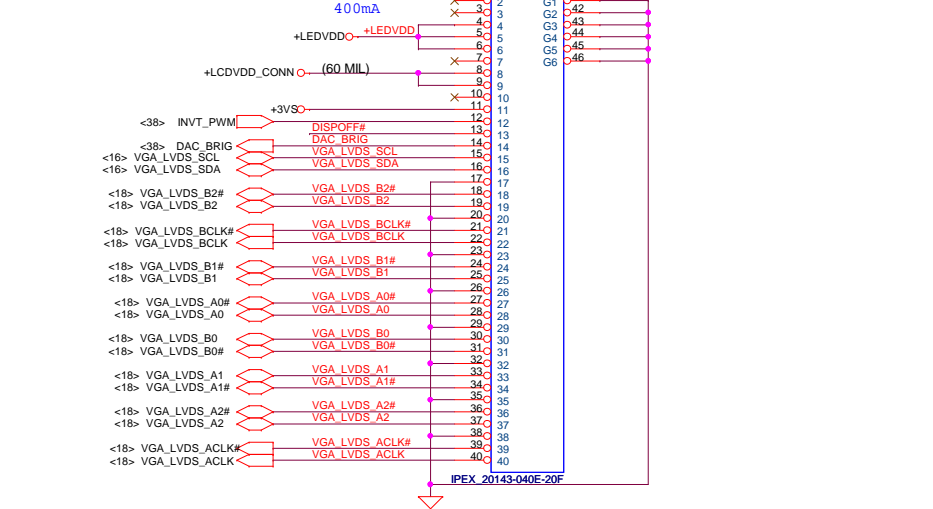 2 G1
400mA
3 3 G2 42
4 4 G3 43
+LEDVDD +LEDVDD 5 5 G4 44
6 6 G5 45
7 7 G6 46
+LCDVDD_CONN (60 MIL) 8 8
9 9
10 10
+3VS 11 11
<38> INVT_PWM 12 12
DISPOFF# 13 13
<38> DAC_BRIG DAC_BRIG 14 14
<16> VGA_LVDS_SCL VGA_LVDS_SCL 15 15
<16> VGA_LVDS_SDA VGA_LVDS_SDA 16 16
17 17
<18> VGA_LVDS_B2# VGA_LVDS_B2# 18 18
<18> VGA_LVDS_B2 VGA_LVDS_B2 19 19
20 20
<18> VGA_LVDS_BCLK# VGA_LVDS_BCLK# 21 21
<18> VGA_LVDS_BCLK VGA_LVDS_BCLK 22 22
23 23
<18> VGA_LVDS_B1# VGA_LVDS_B1# 24 24
<18> VGA_LVDS_B1 VGA_LVDS_B1 25 25
26 26
<18> VGA_LVDS_A0# VGA_LVDS_A0# 27 27
<18> VGA_LVDS_A0 VGA_LVDS_A0 28 28
29 29
<18> VGA_LVDS_B0 VGA_LVDS_B0 30 30
<18> VGA_LVDS_B0# VGA_LVDS_B0# 31 31
32 32
<18> VGA_LVDS_A1 VGA_LVDS_A1 33 33
<18> VGA_LVDS_A1# VGA_LVDS_A1# 34 34
35 35
<18> VGA_LVDS_A2# VGA_LVDS_A2# 36 36
<18> VGA_LVDS_A2 VGA_LVDS_A2 37 37
38 38
<18> VGA_LVDS_ACLK# VGA_LVDS_ACLK# 39 39
<18> VGA_LVDS_ACLK VGA_LVDS_ACLK 40 40
IPEX_20143-040E-20F